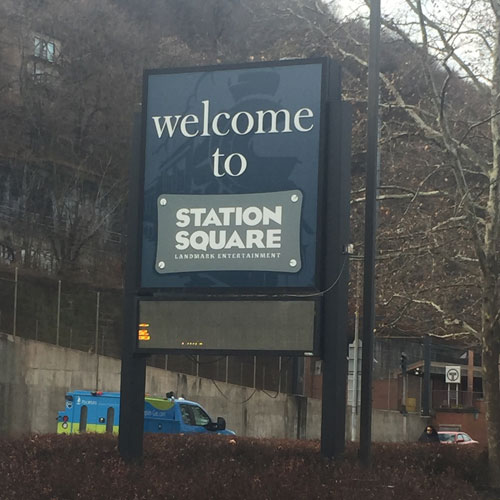 welcome
to
STATION
SQUARE
LANDMARK ENTERTAINMENT
T